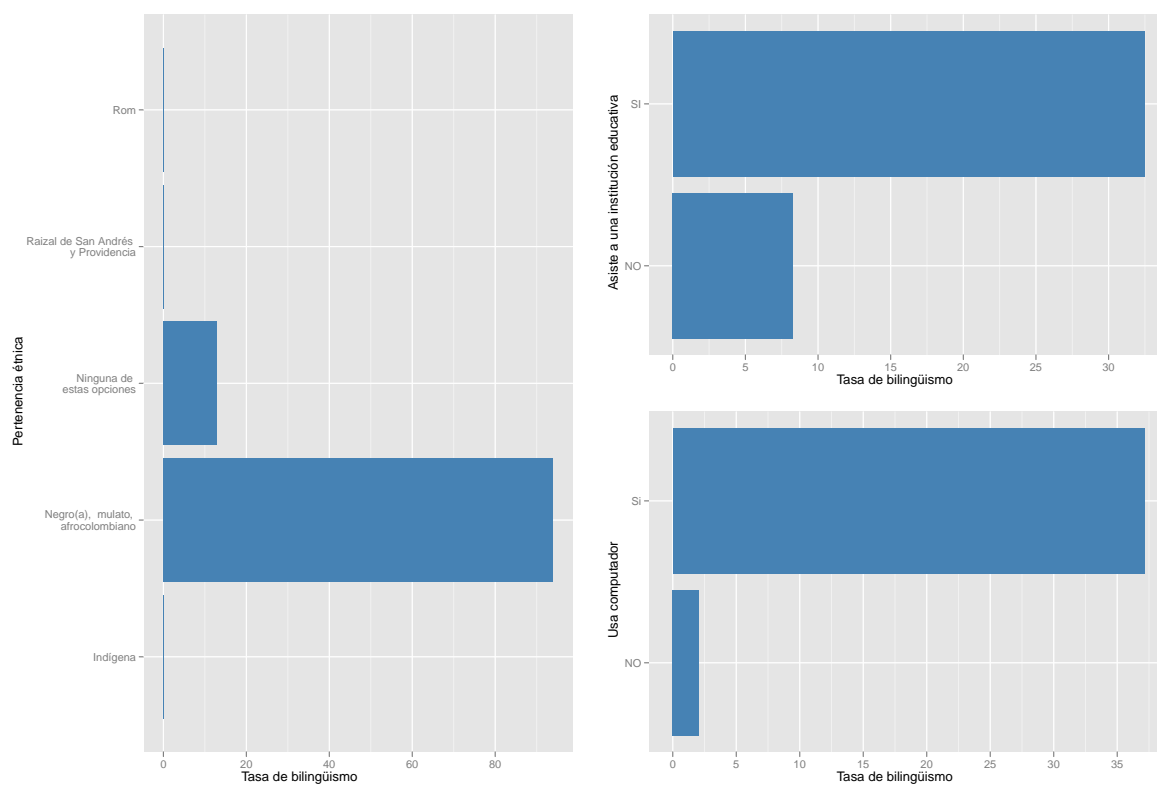 Pertenencia étnica
Rom
Raizal de San Andrés
y Providencia
Ninguna de
estas opciones
Negro(a),  mulato,
afrocolombiano
Indígena
0 20 40 60 80
Tasa de bilingüismo
Asiste a una institución educativa
SI
NO
0 5 10 15 20 25 30
Tasa de bilingüismo
Usa computador
Si
NO
0 5 10 15 20 25 30 35
Tasa de bilingüismo